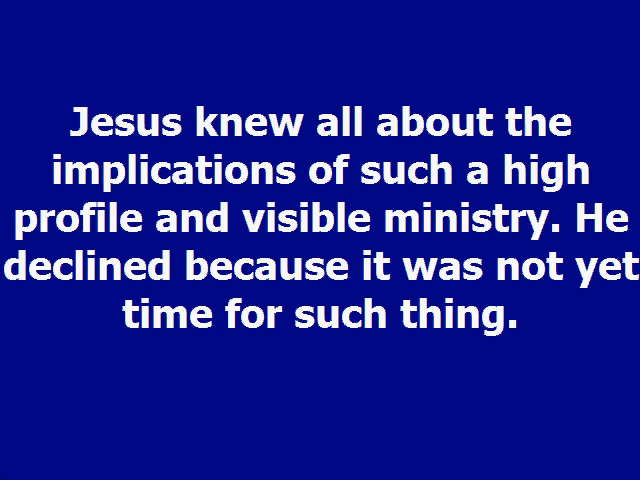 Jesus knew all about the
implications of such a high
profile and visible ministry. He
declined because it was not yet
time for such thing.